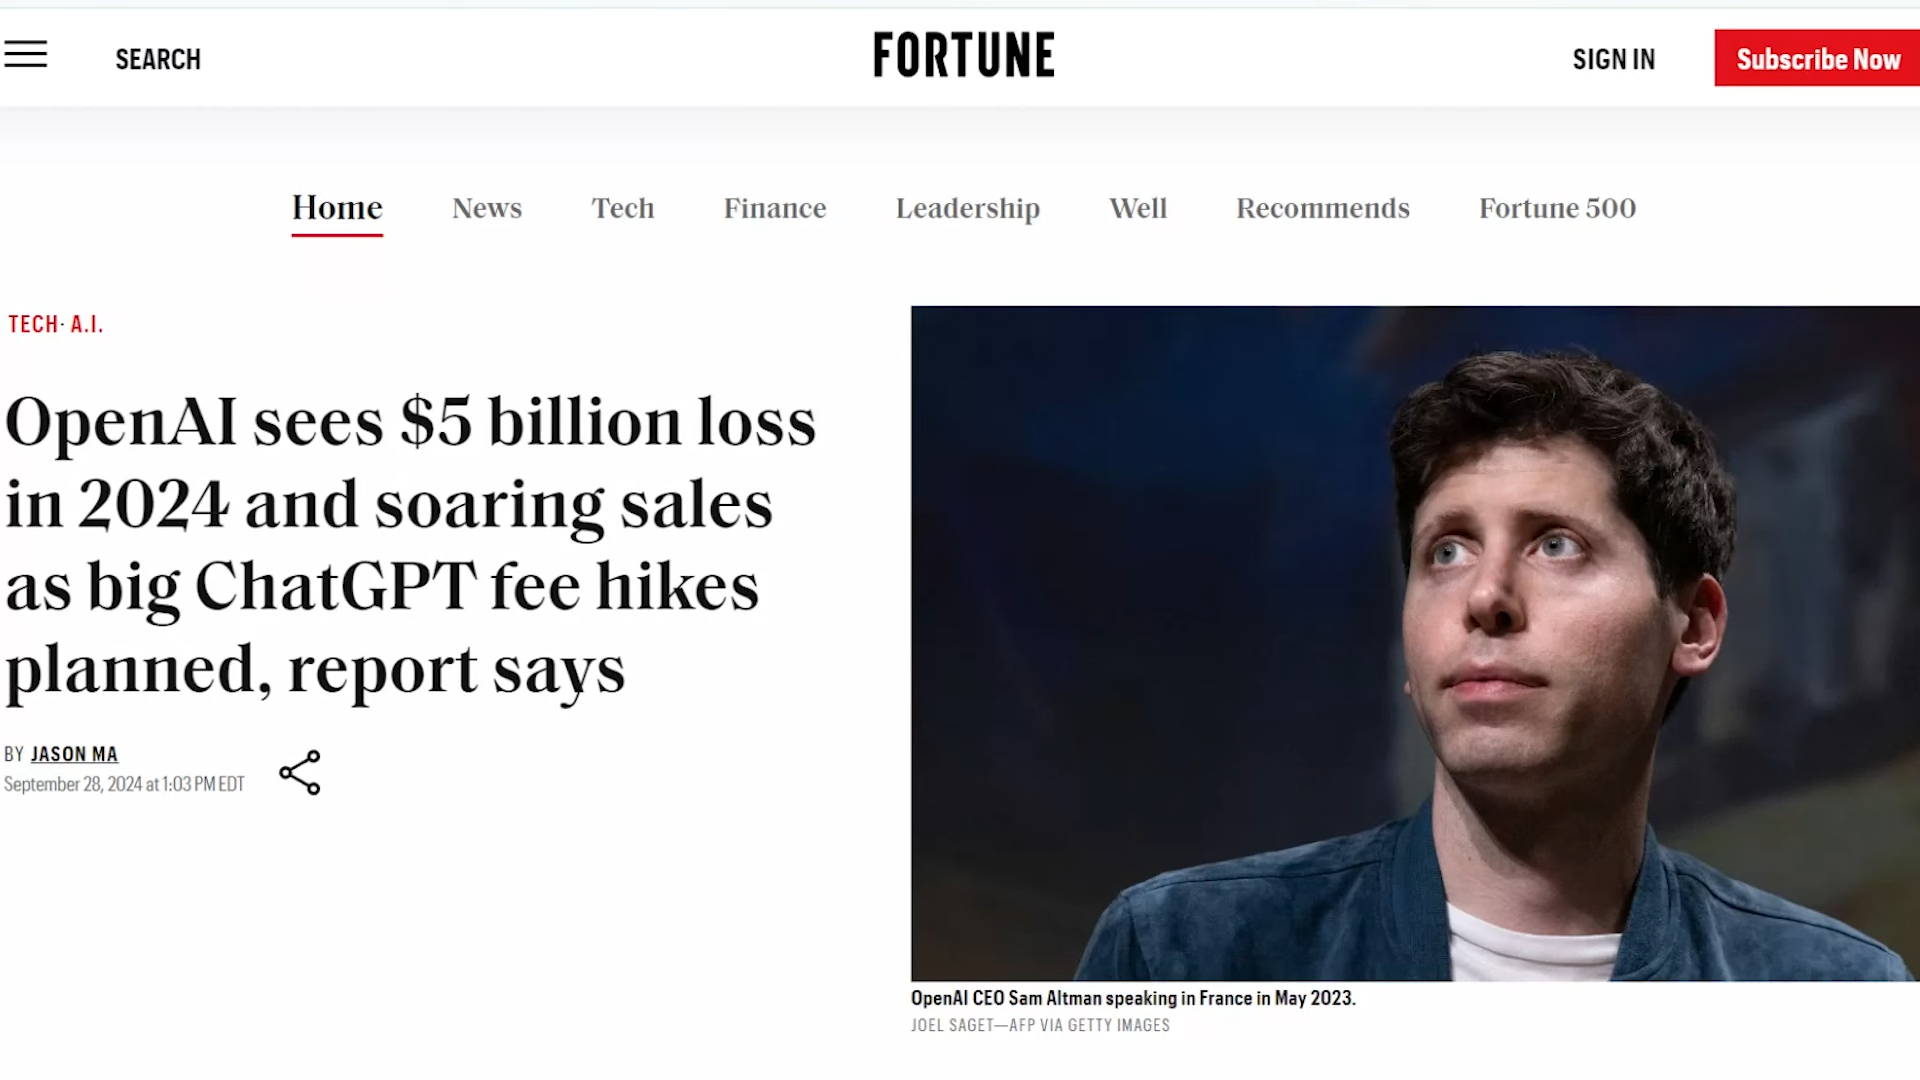 SEARCH
FORTUNE
SIGN IN
Subscribe Now
Home
News
Tech
Finance
Leadership
Well
Recommends
Fortune 500
TECH· A.I.
OpenAI sees $5 billion loss
in 2024 and soaring sales
as big ChatGPT fee hikes
planned, report says
BY JASON MA
September 28, 2024 at 1:03 PM EDT
OpenAI CEO Sam Altman speaking in France in May 2023.
JOEL SAGET—AFP VIA GETTY IMAGES